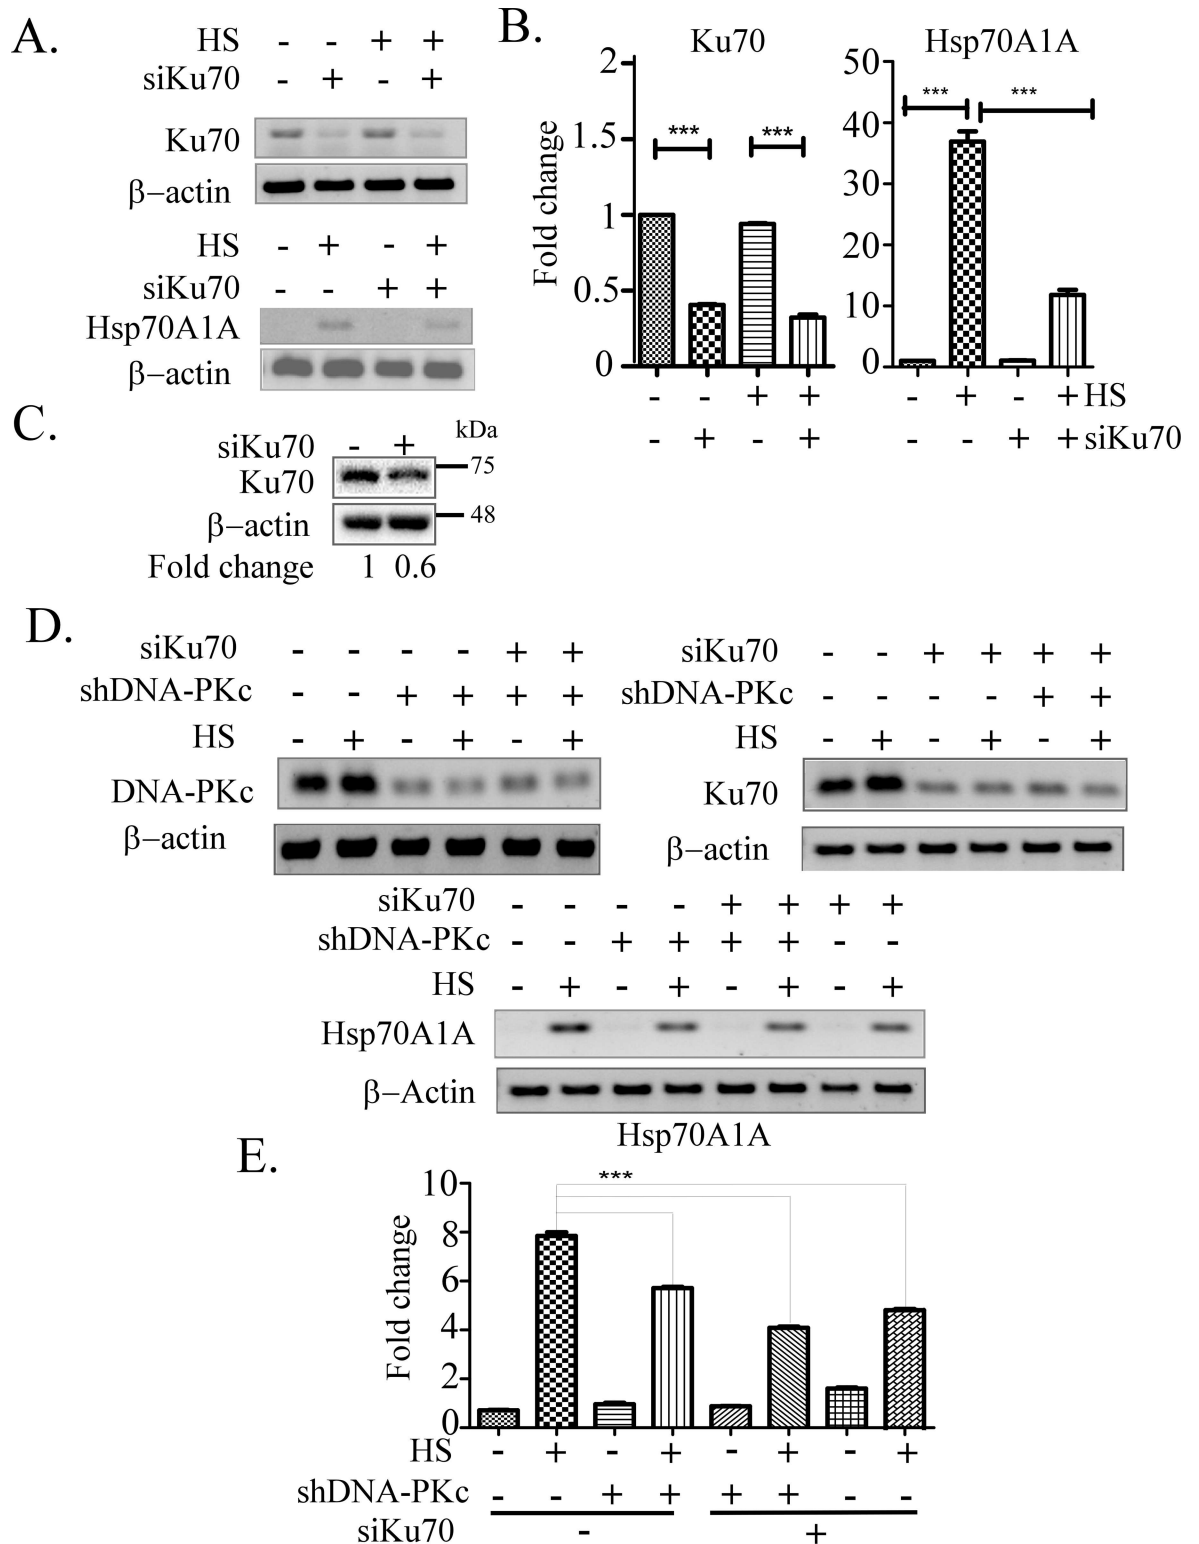 A.
HS - - + +
siKu70 - + - +
Ku70
β–actin
HS - + - +
siKu70 - - + +
Hsp70A1A
β–actin
B.
Ku70
Fold change
2
1.5
1
0.5
0
*** ***
- - + +
- + - +
Hsp70A1A
50
40
30
20
10
0
*** ***
- + - + HS
- - + + siKu70
C.
siKu70 - + kDa
Ku70 75
β–actin 48
Fold change 1 0.6
D.
siKu70 - - - - + +
shDNA-PKc - - + + + +
HS - + - + - +
DNA-PKc
β–actin
siKu70 - - + + + +
shDNA-PKc - - - - + +
HS - + - + - +
Ku70
β–actin
siKu70 - - - - + + + +
shDNA-PKc - - + + + + - -
HS - + - + - + - +
Hsp70A1A
β–Actin
E.
Hsp70A1A
Fold change
10
8
6
4
2
0
***
HS - + - + - + - +
shDNA-PKc - - + + + + - -
siKu70 - +